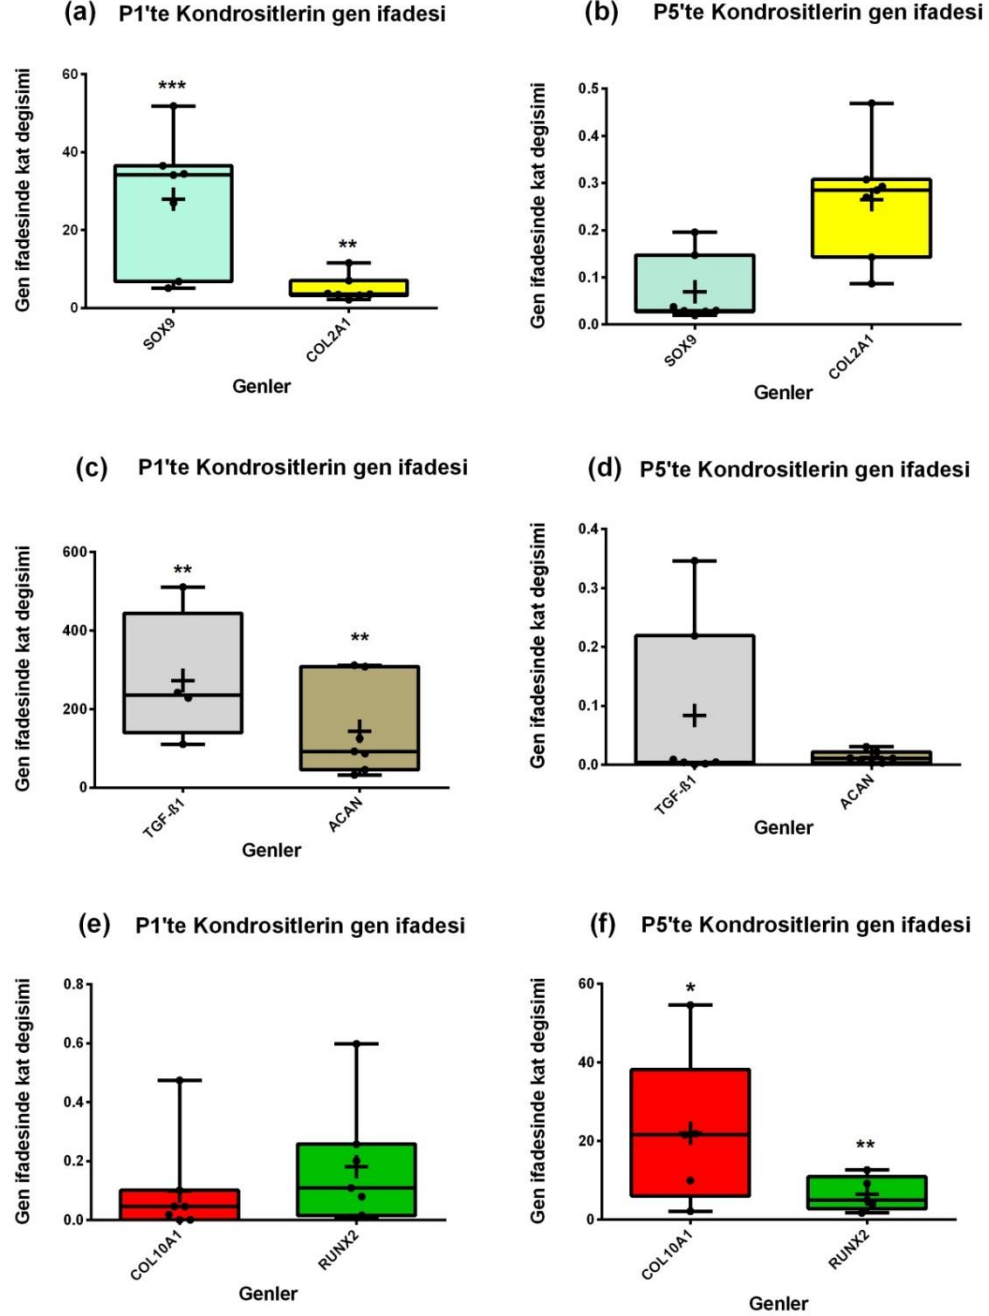 (a) P1'te Kondrositlerin gen ifadesi
Gen ifadesinde kat degisimi
60
40
20
0
***
**
SOX9
COL2A1
Genler
(b) P5'te Kondrositlerin gen ifadesi
Gen ifadesinde kat degisimi
0.5
0.4
0.3
0.2
0.1
0.0
SOX9
COL2A1
Genler
(c) P1'te Kondrositlerin gen ifadesi
Gen ifadesinde kat degisimi
600
400
200
0
**
**
TGF-ß1
ACAN
Genler
(d) P5'te Kondrositlerin gen ifadesi
Gen ifadesinde kat degisimi
0.4
0.3
0.2
0.1
0.0
TGF-ß1
ACAN
Genler
(e) P1'te Kondrositlerin gen ifadesi
Gen ifadesinde kat degisimi
0.8
0.6
0.4
0.2
0.0
COL10A1
RUNX2
Genler
(f) P5'te Kondrositlerin gen ifadesi
Gen ifadesinde kat degisimi
60
40
20
0
*
**
COL10A1
RUNX2
Genler